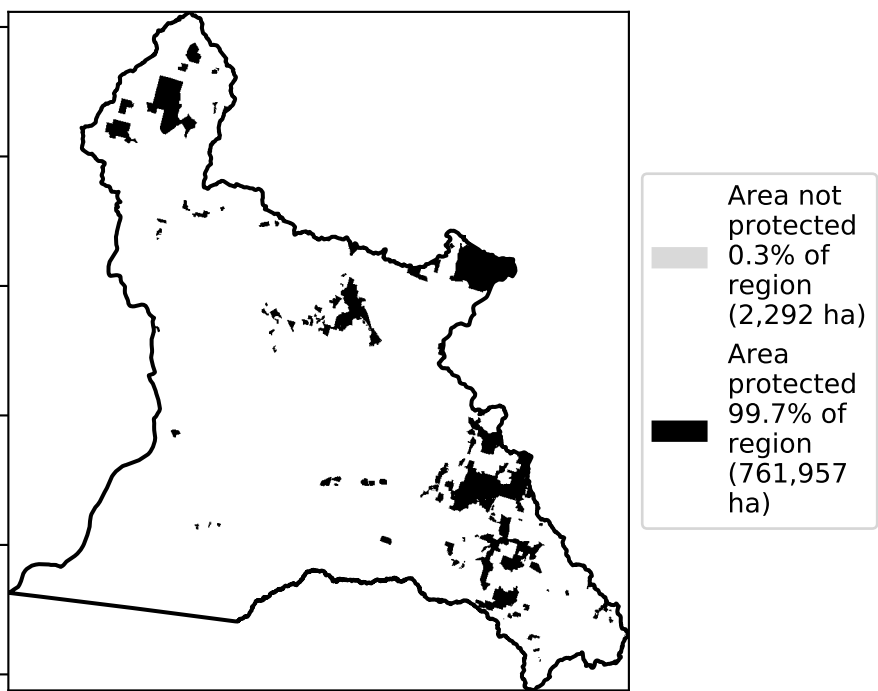 Area not
protected
0.3% of
region
(2,292 ha)
Area
protected
99.7% of
region
(761,957
ha)